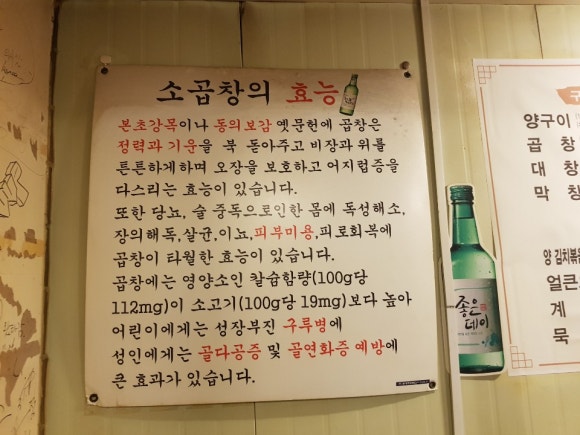 소곱창의 효능
본초강목이나 동의보감 옛문헌에 곱창은
정력과 기운을 북 돋아주고 비장과 위를
튼튼하게하며 오장을 보호하고 어지럼증을
다스리는 효능이 있습니다.
또한 당뇨, 술 중독으로인한 몸에 독성해소,
장의해독,살균,이뇨,피부미용,피로회복에
곱창이 타월한 효능이 있습니다.
곱창에는 영양소인 칼슘함량(100g당
112mg)이 소고기(100g당 19mg)보다 높아
어린이에게는 성장부진 구루병에
성인에게는 골다공증 및 골연화증 예방에
큰 효과가 있습니다.
좋은
데이
구
양구이
곱 창
대 창
막 창
양 김치볶음
얼큰
계
묵